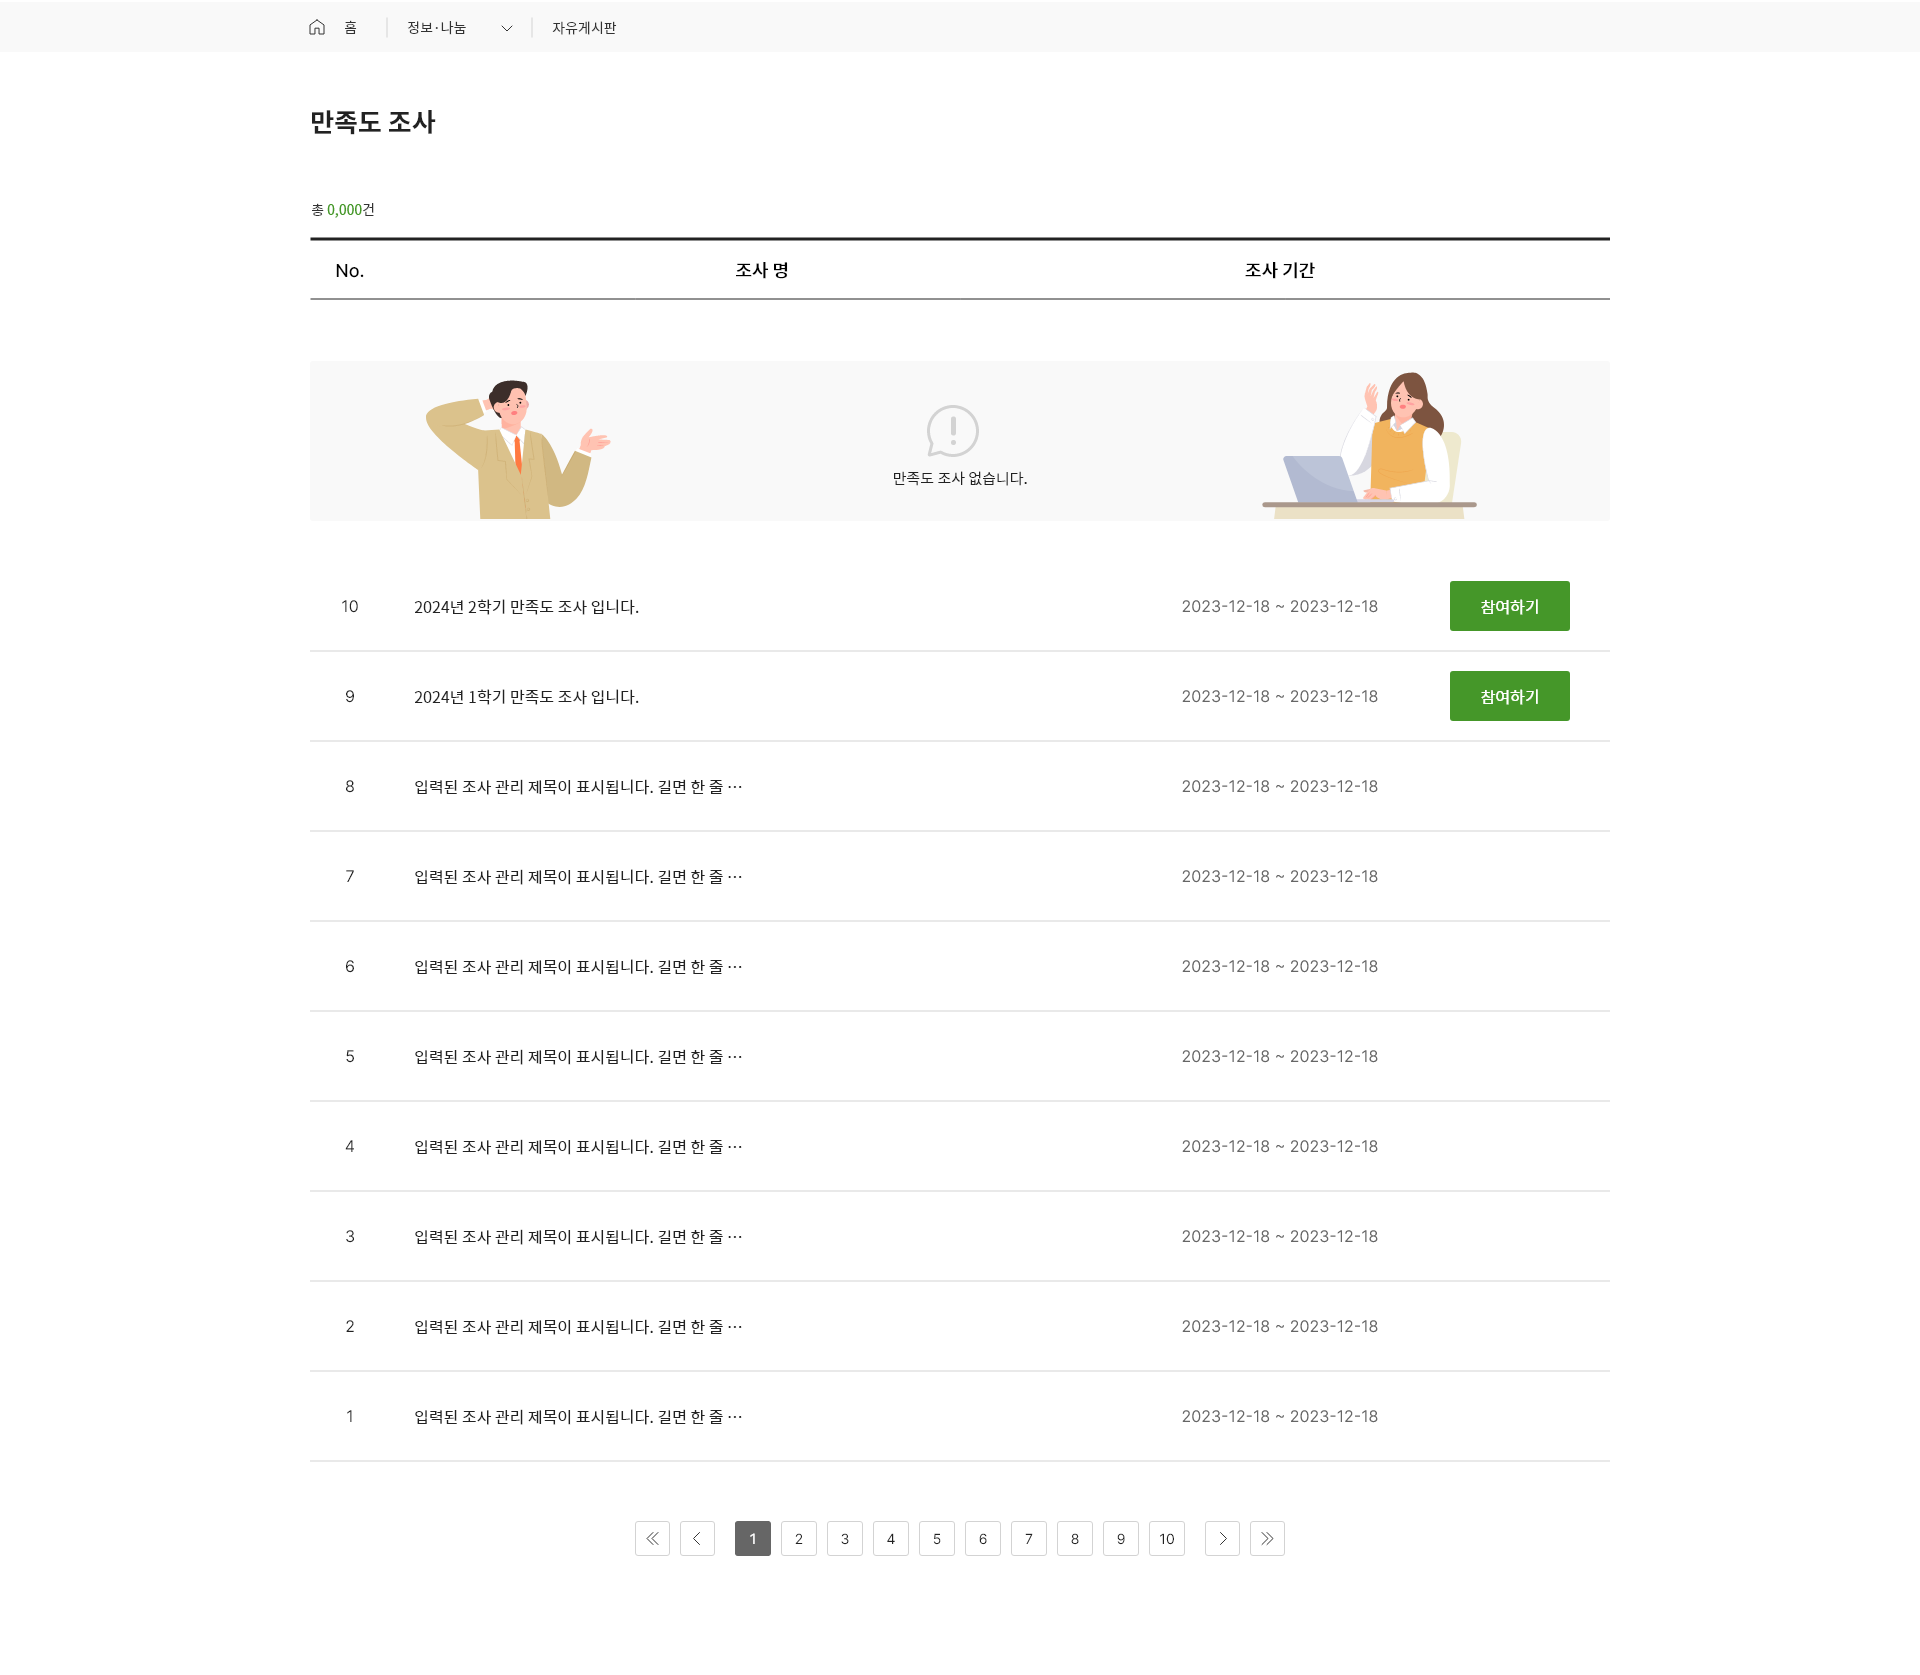 홈 정보·나눔 자유게시판
만족도 조사
총 0,000건
No. 조사 명 조사 기간
만족도 조사 없습니다.
10 2024년 2학기 만족도 조사 입니다. 2023-12-18 ~ 2023-12-18 참여하기
9 2024년 1학기 만족도 조사 입니다. 2023-12-18 ~ 2023-12-18 참여하기
8 입력된 조사 관리 제목이 표시됩니다. 길면 한 줄 ··· 2023-12-18 ~ 2023-12-18
7 입력된 조사 관리 제목이 표시됩니다. 길면 한 줄 ··· 2023-12-18 ~ 2023-12-18
6 입력된 조사 관리 제목이 표시됩니다. 길면 한 줄 ··· 2023-12-18 ~ 2023-12-18
5 입력된 조사 관리 제목이 표시됩니다. 길면 한 줄 ··· 2023-12-18 ~ 2023-12-18
4 입력된 조사 관리 제목이 표시됩니다. 길면 한 줄 ··· 2023-12-18 ~ 2023-12-18
3 입력된 조사 관리 제목이 표시됩니다. 길면 한 줄 ··· 2023-12-18 ~ 2023-12-18
2 입력된 조사 관리 제목이 표시됩니다. 길면 한 줄 ··· 2023-12-18 ~ 2023-12-18
1 입력된 조사 관리 제목이 표시됩니다. 길면 한 줄 ··· 2023-12-18 ~ 2023-12-18
1 2 3 4 5 6 7 8 9 10